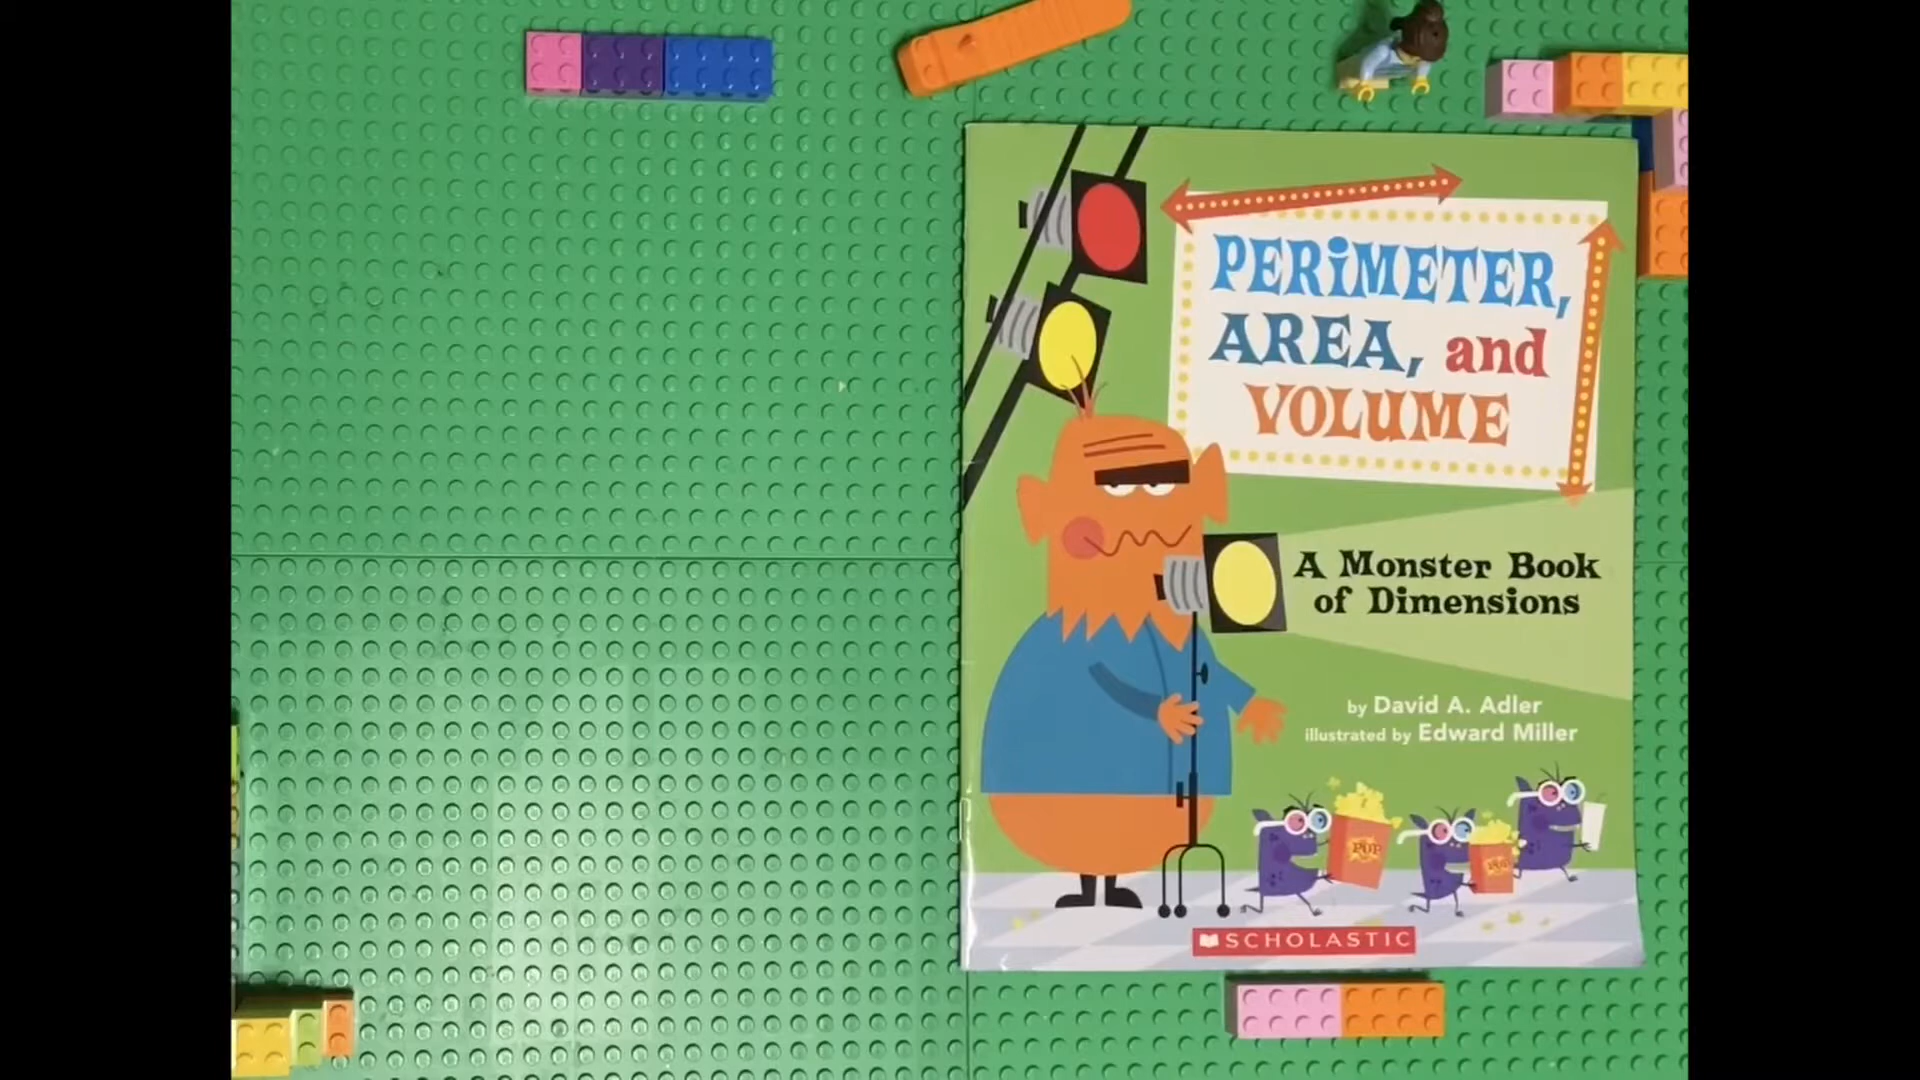 PERiMETER,
AREA, and
VOLUME
A Monster Book
of Dimensions
by David A. Adler
illustrated by Edward Miller
POP
POP
SCHOLASTIC